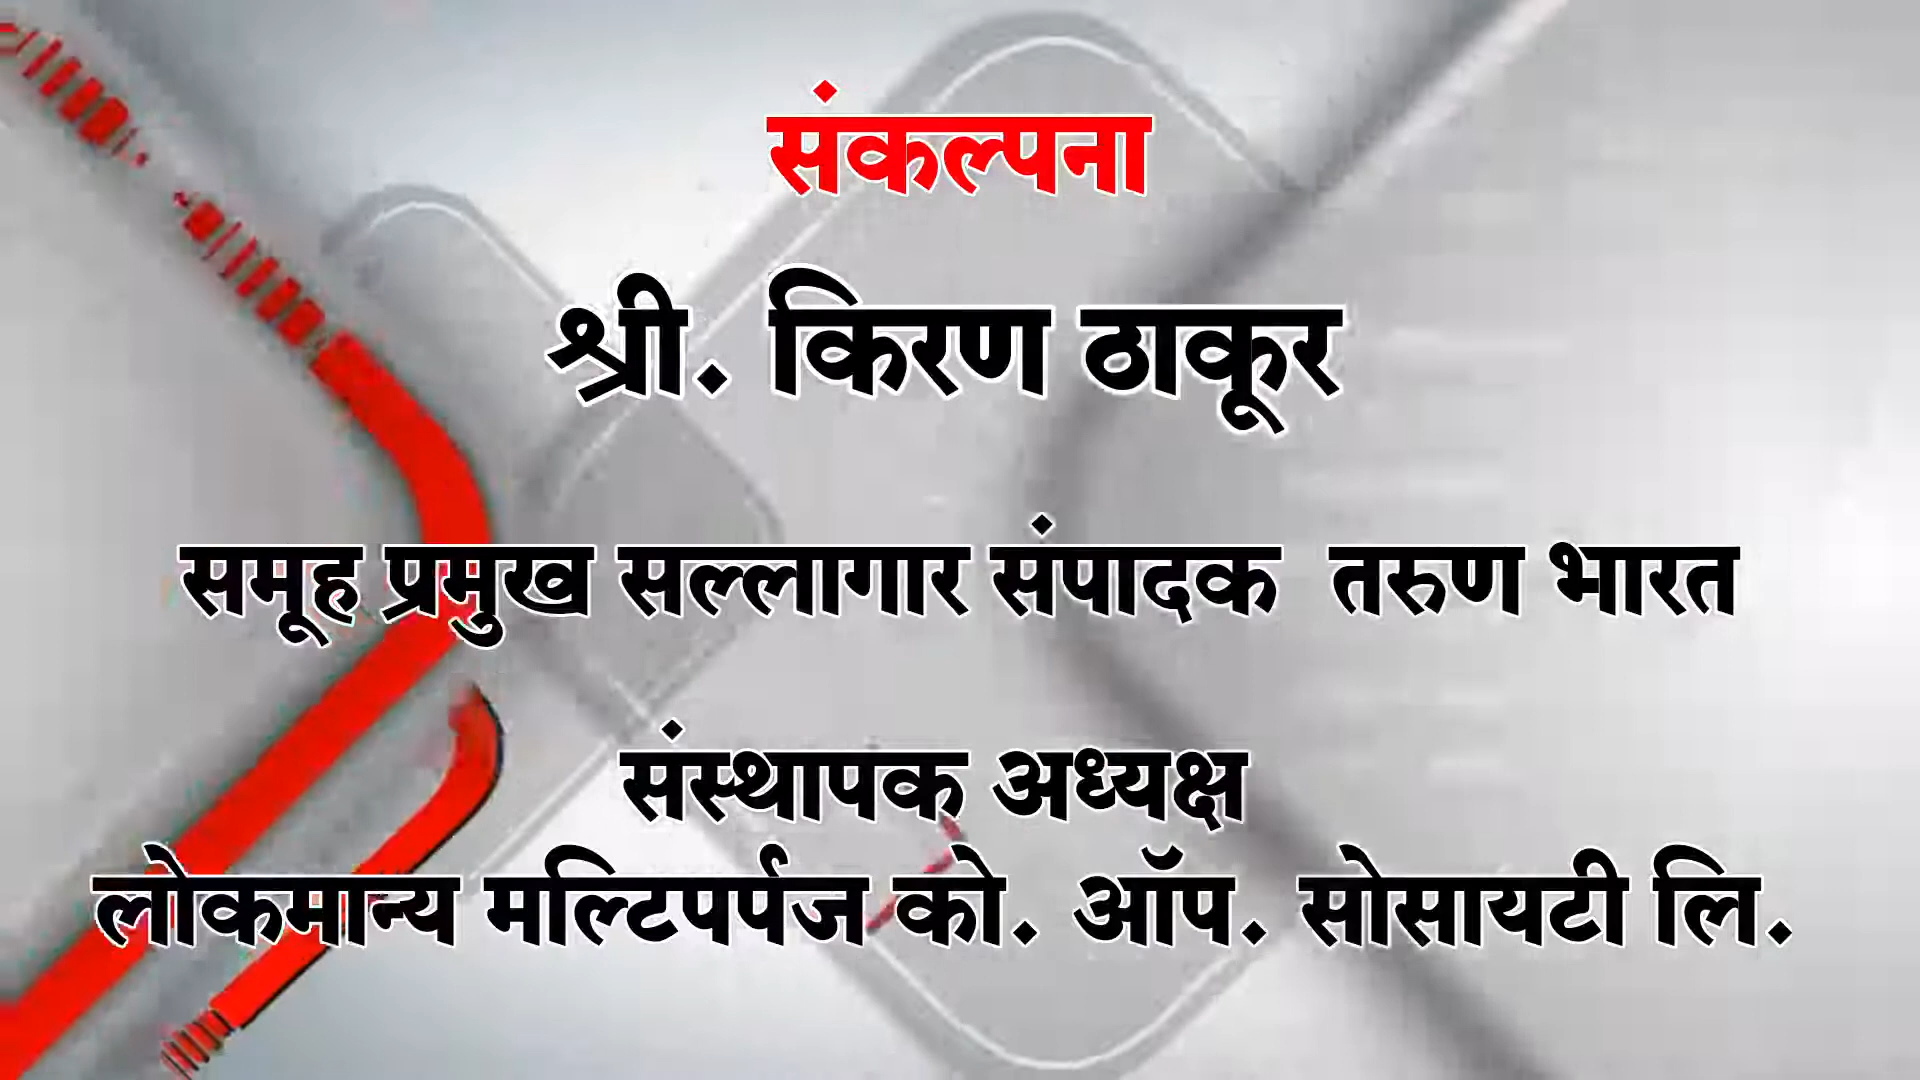 संकल्पना
श्री. किरण ठाकूर
समूह प्रमुख सल्लागार संपादक तरुण भारत
संस्थापक अध्यक्ष
लोकमान्य मल्टिपर्पज को. ऑप. सोसायटी लि.